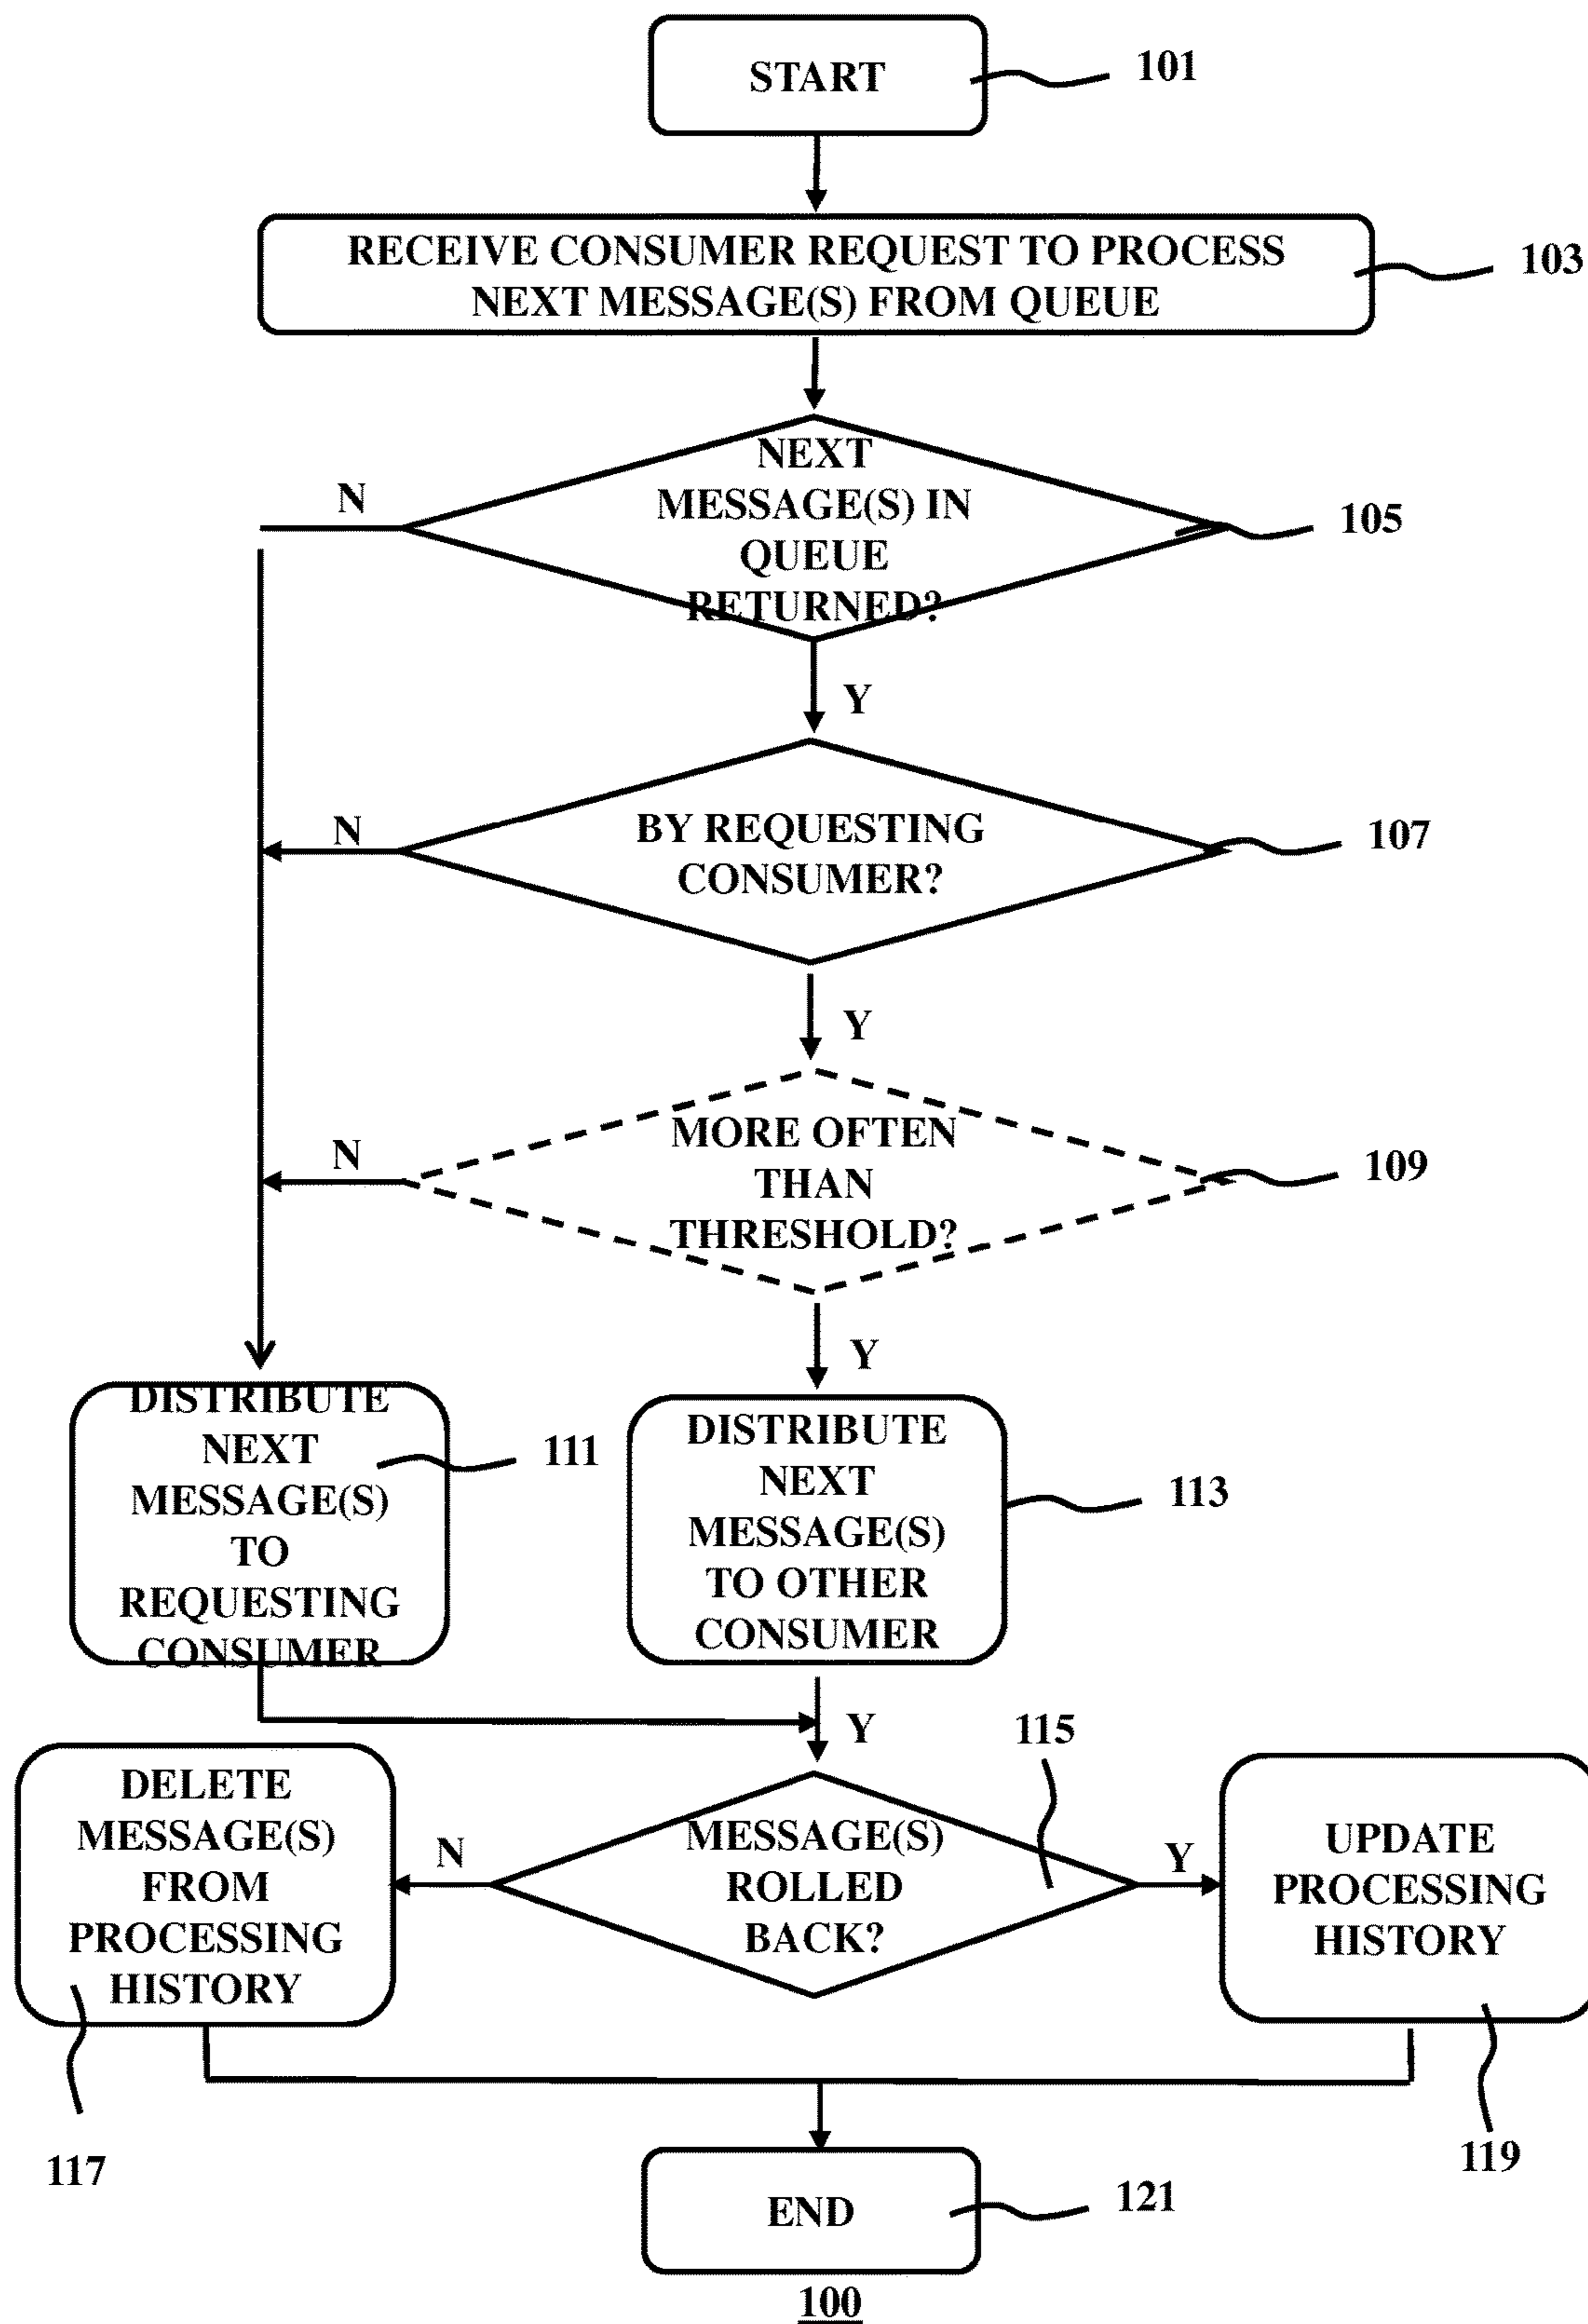 START
101
RECEIVE CONSUMER REQUEST TO PROCESS
NEXT MESSAGE(S) FROM QUEUE
103
NEXT
MESSAGE(S) IN
QUEUE
RETURNED?
N
105
Y
BY REQUESTING
CONSUMER?
N
107
Y
MORE OFTEN
THAN
THRESHOLD?
N
109
Y
DISTRIBUTE
NEXT
MESSAGE(S)
TO
REQUESTING
CONSUMER
111
DISTRIBUTE
NEXT
MESSAGE(S)
TO OTHER
CONSUMER
113
Y
115
DELETE
MESSAGE(S)
FROM
PROCESSING
HISTORY
N
MESSAGE(S)
ROLLED
BACK?
Y
UPDATE
PROCESSING
HISTORY
117
119
END
121
100